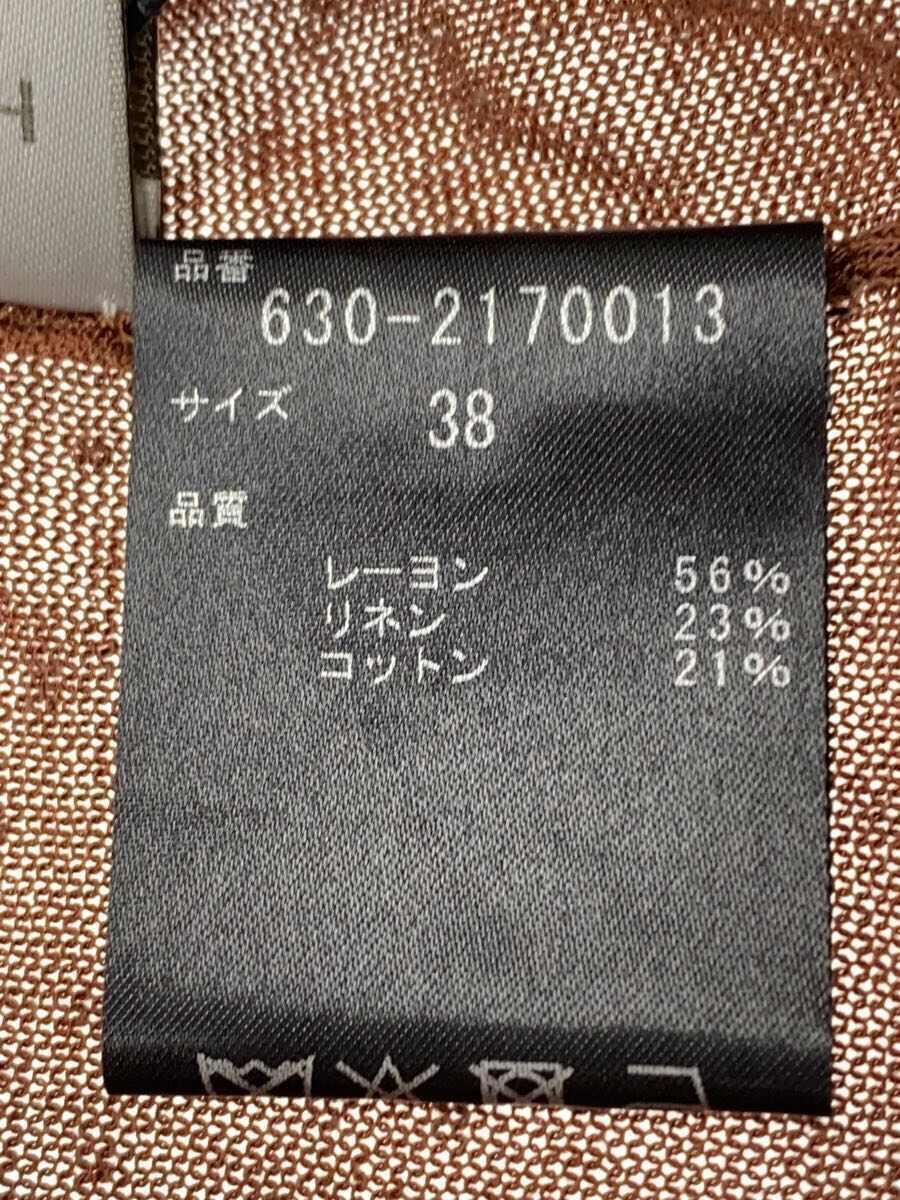 品番
630-2170013
サイズ 38
品質
レーヨン 56%
リネン 23%
コットン 21%